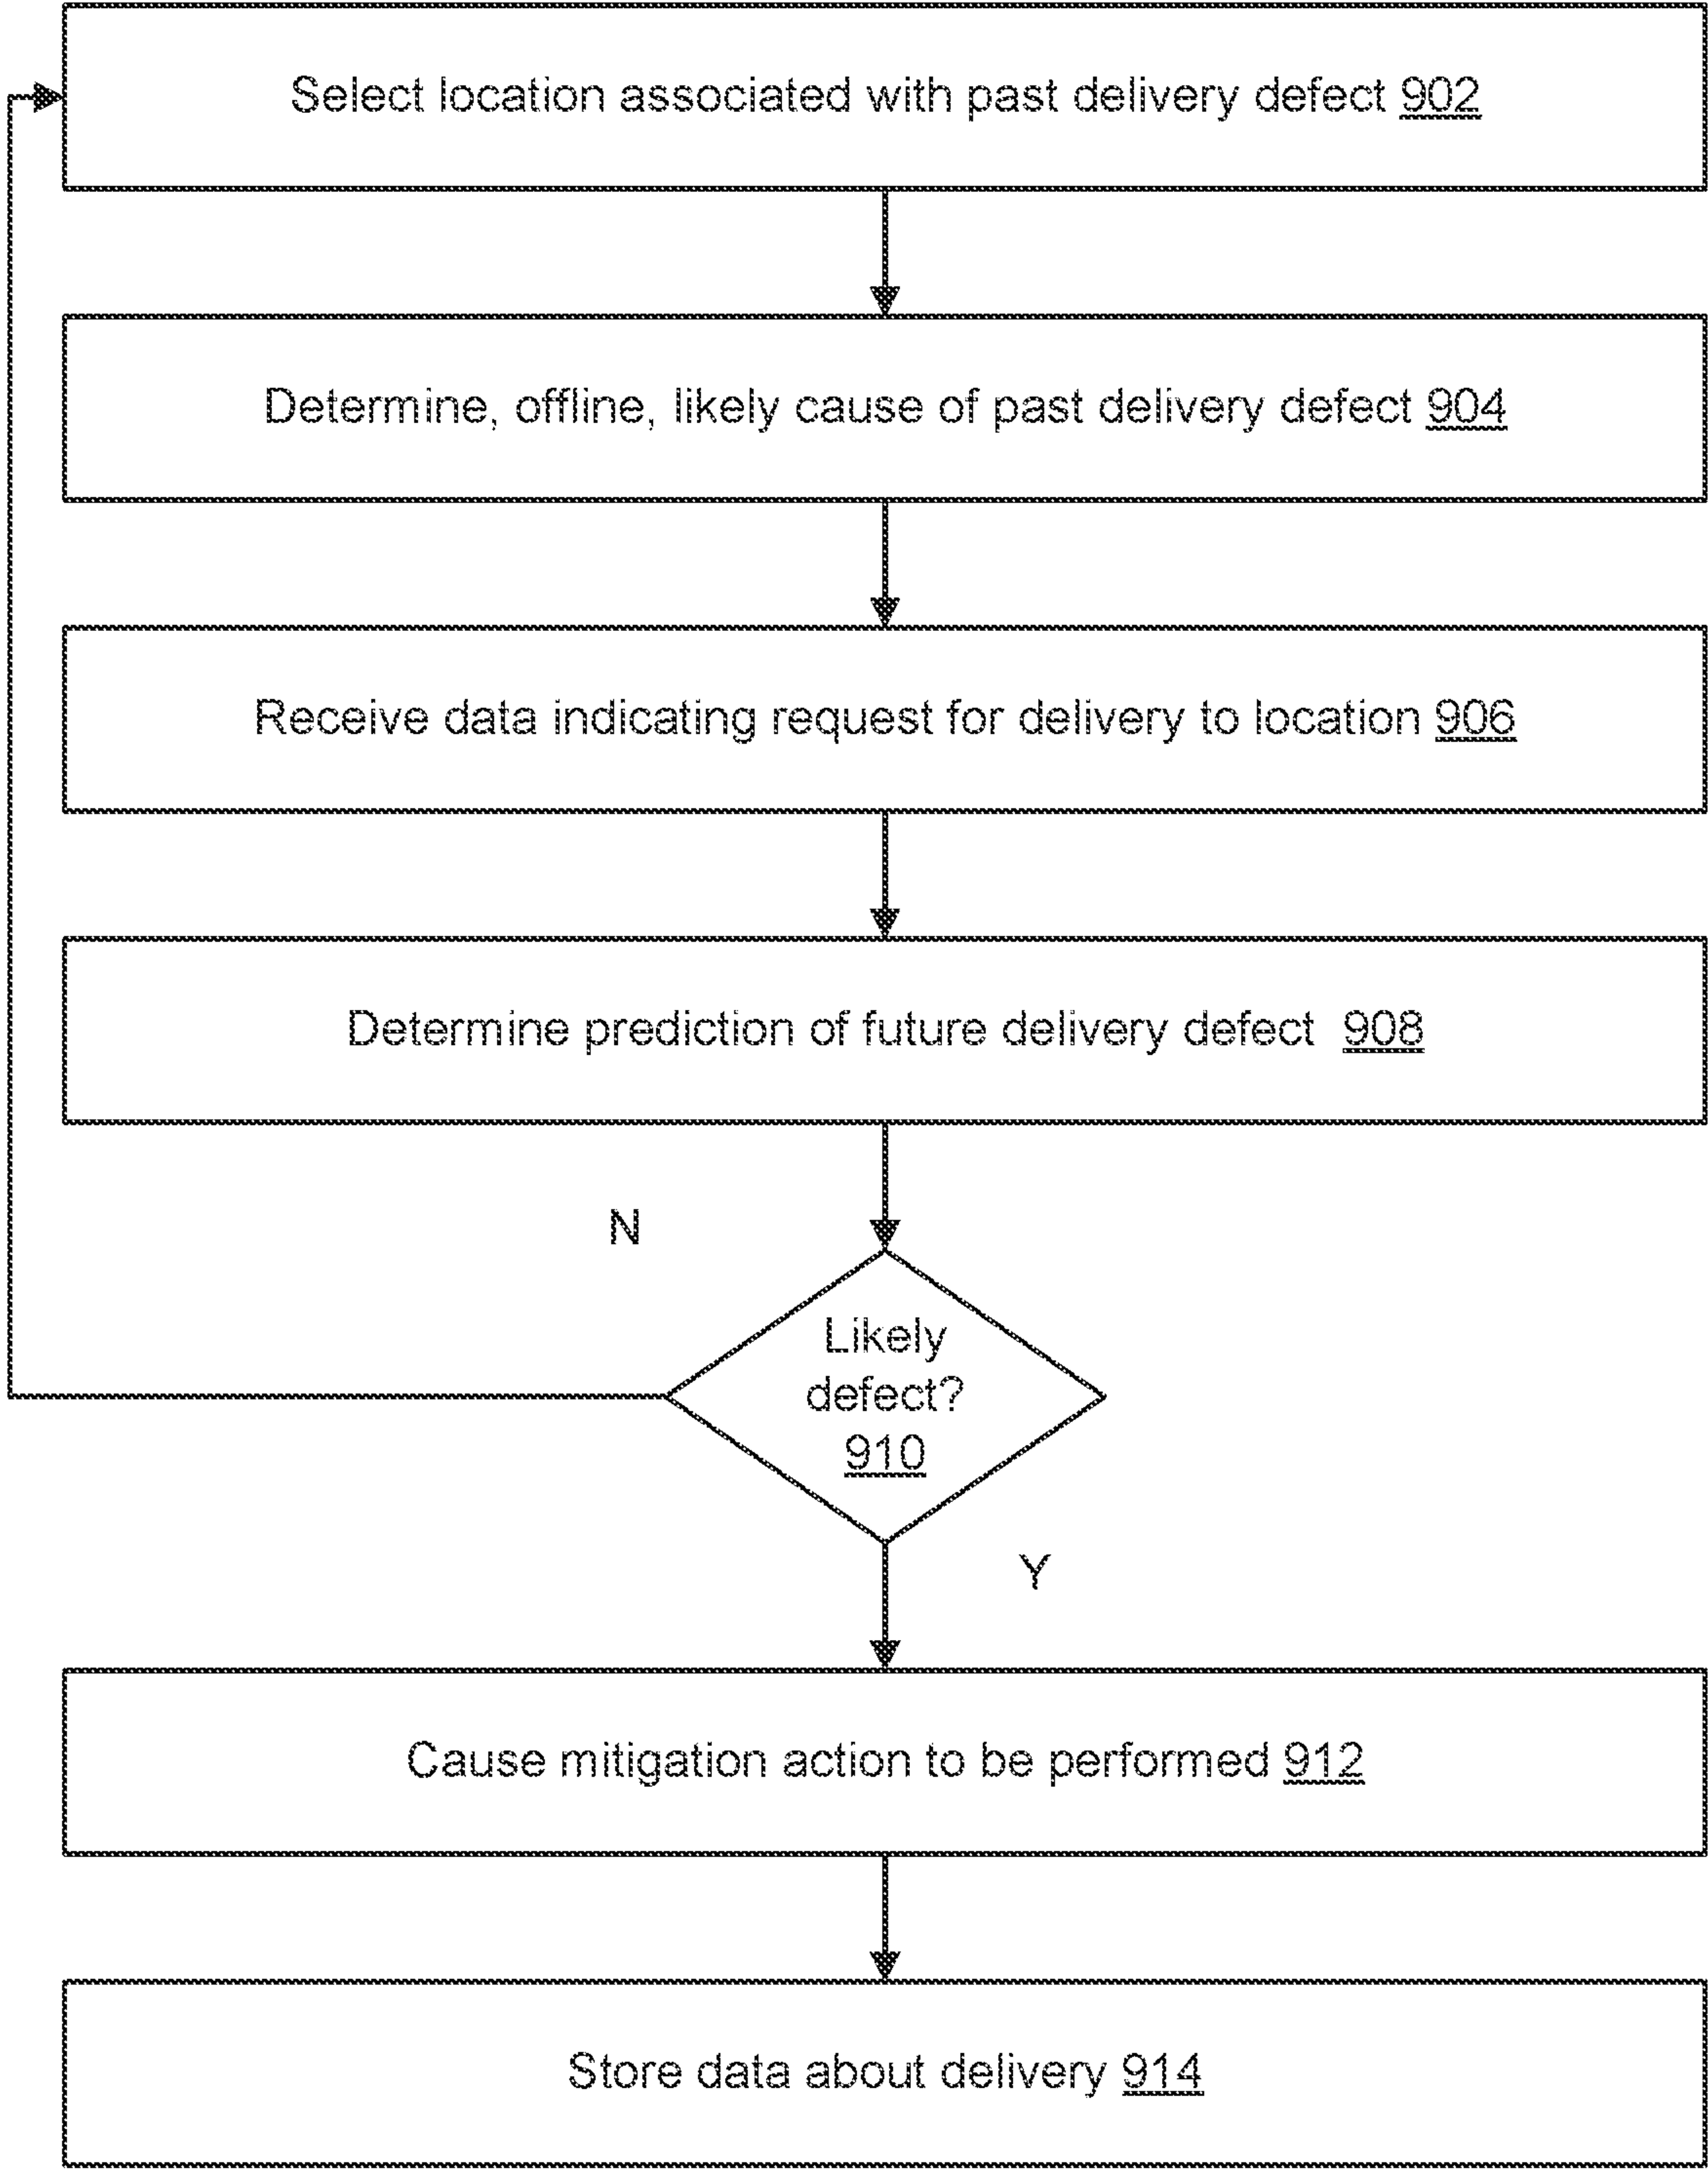 Select location associated with past delivery defect 902
Determine, offline, likely cause of past delivery defect 904
Receive data indicating request for delivery to location 906
Determine prediction of future delivery defect 908
N
Likely
defect?
910
Y
Cause mitigation action to be performed 912
Store data about delivery 914